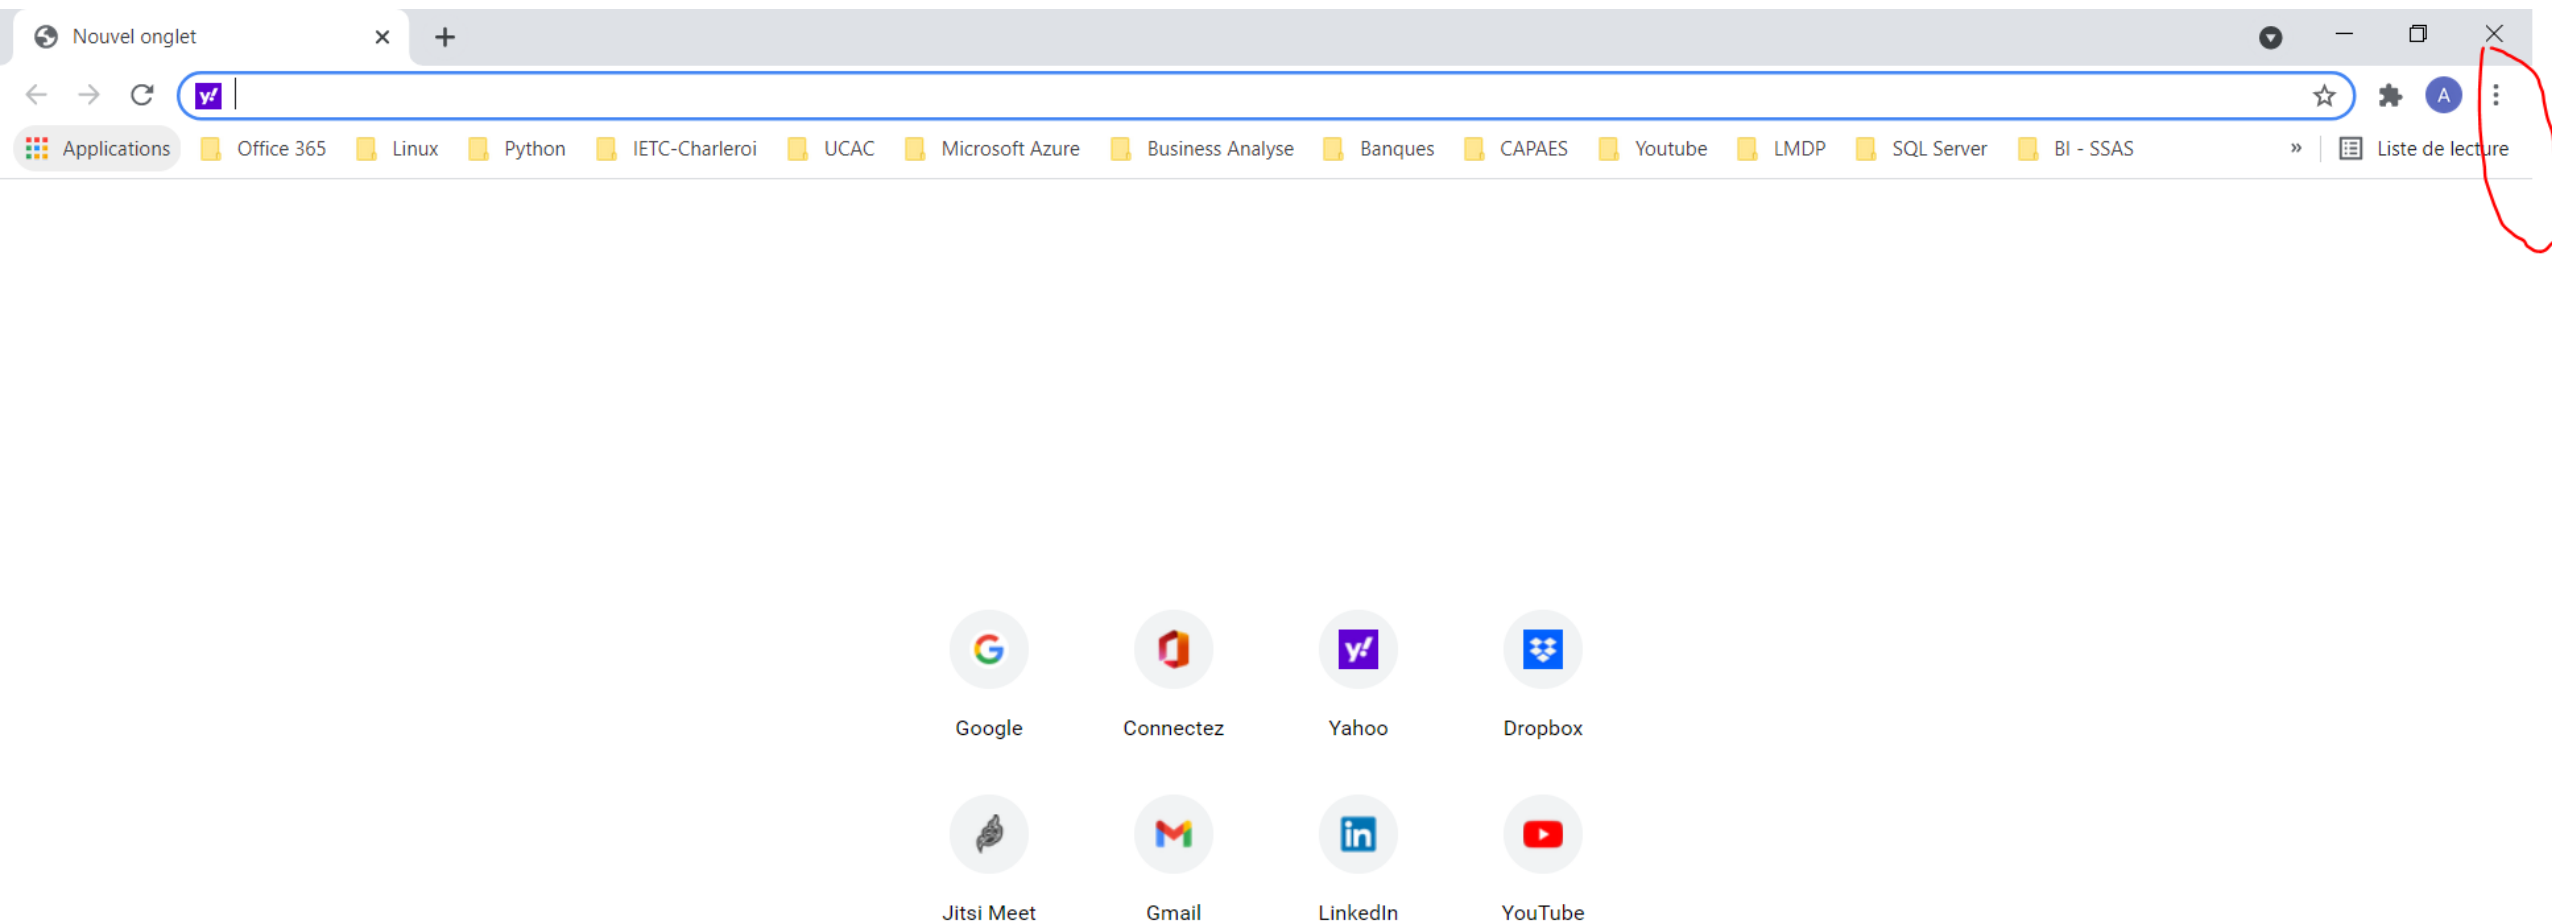 Nouvel onglet
y!
A
Applications Office 365 Linux Python IETC-Charleroi UCAC Microsoft Azure Business Analyse Banques CAPAES Youtube LMDP SQL Server BI - SSAS » Liste de lecture
G y!
Google Connectez Yahoo Dropbox
in
Jitsi Meet Gmail LinkedIn YouTube